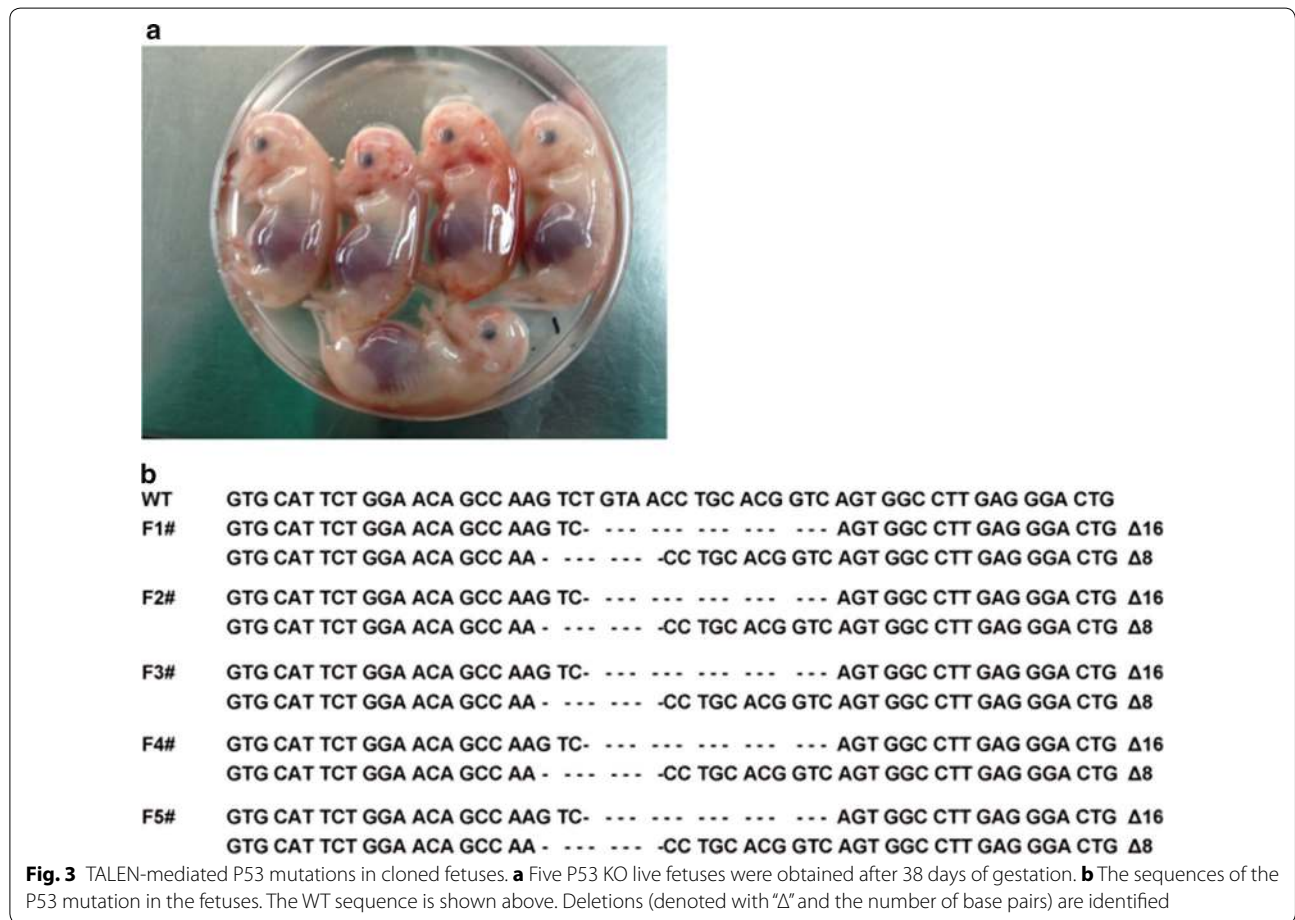 a
b
WT GTG CAT TCT GGA ACA GCC AAG TCT GTA ACC TGC ACG GTC AGT GGC CTT GAG GGA CTG
F1# GTG CAT TCT GGA ACA GCC AAG TC- --- --- --- --- --- AGT GGC CTT GAG GGA CTG Δ16
GTG CAT TCT GGA ACA GCC AA - --- --- -CC TGC ACG GTC AGT GGC CTT GAG GGA CTG Δ8
F2# GTG CAT TCT GGA ACA GCC AAG TC- --- --- --- --- --- AGT GGC CTT GAG GGA CTG Δ16
GTG CAT TCT GGA ACA GCC AA - --- --- -CC TGC ACG GTC AGT GGC CTT GAG GGA CTG Δ8
F3# GTG CAT TCT GGA ACA GCC AAG TC- --- --- --- --- --- AGT GGC CTT GAG GGA CTG Δ16
GTG CAT TCT GGA ACA GCC AA - --- --- -CC TGC ACG GTC AGT GGC CTT GAG GGA CTG Δ8
F4# GTG CAT TCT GGA ACA GCC AAG TC- --- --- --- --- --- AGT GGC CTT GAG GGA CTG Δ16
GTG CAT TCT GGA ACA GCC AA - --- --- -CC TGC ACG GTC AGT GGC CTT GAG GGA CTG Δ8
F5# GTG CAT TCT GGA ACA GCC AAG TC- --- --- --- --- --- AGT GGC CTT GAG GGA CTG Δ16
GTG CAT TCT GGA ACA GCC AA - --- --- -CC TGC ACG GTC AGT GGC CTT GAG GGA CTG Δ8
Fig. 3 TALEN-mediated P53 mutations in cloned fetuses. a Five P53 KO live fetuses were obtained after 38 days of gestation. b The sequences of the
P53 mutation in the fetuses. The WT sequence is shown above. Deletions (denoted with “Δ” and the number of base pairs) are identified